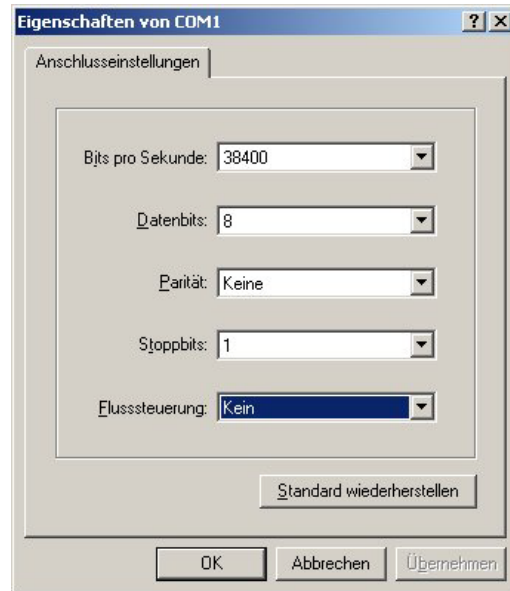 Eigenschaften von COM1
Anschlusseinstellungen
Bits pro Sekunde: 38400
Datenbits: 8
Parität: Keine
Stoppbits: 1
Flusssteuerung: Kein
Standard wiederherstellen
OK Abbrechen Übernehmen